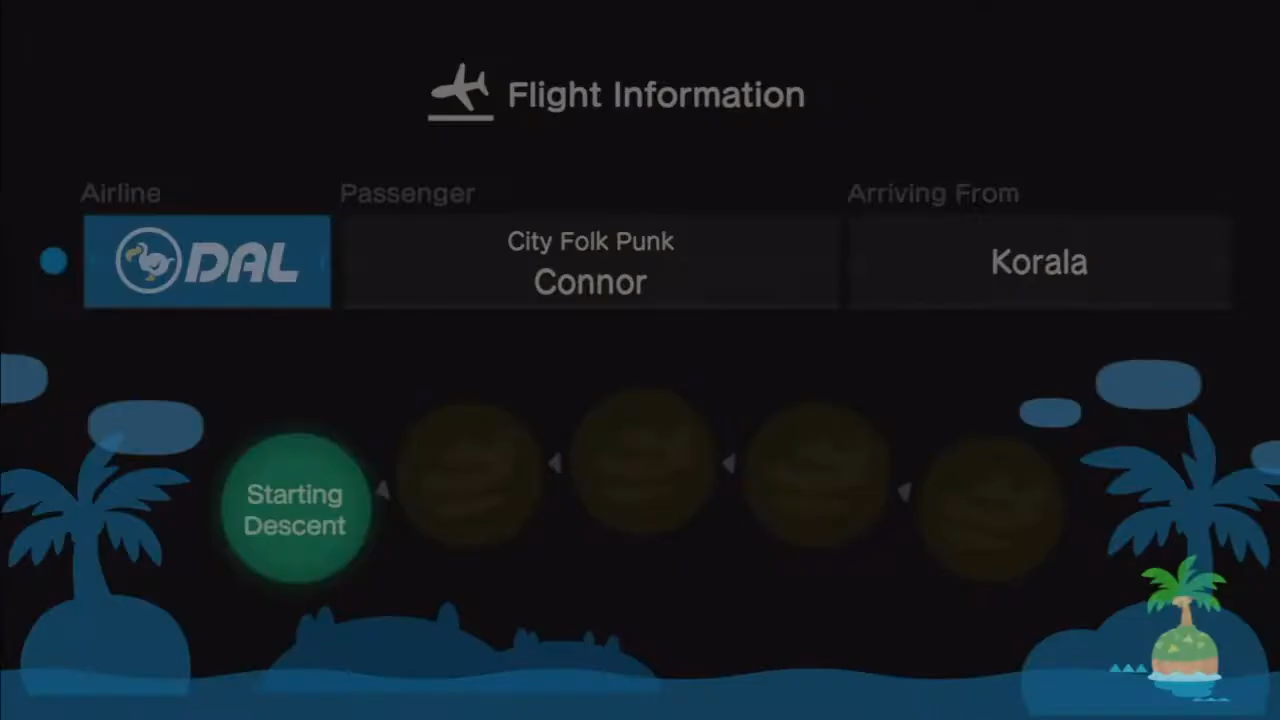 Flight Information
Airline
Passenger
Arriving From
DAL
City Folk Punk
Connor
Korala
Starting
Descent